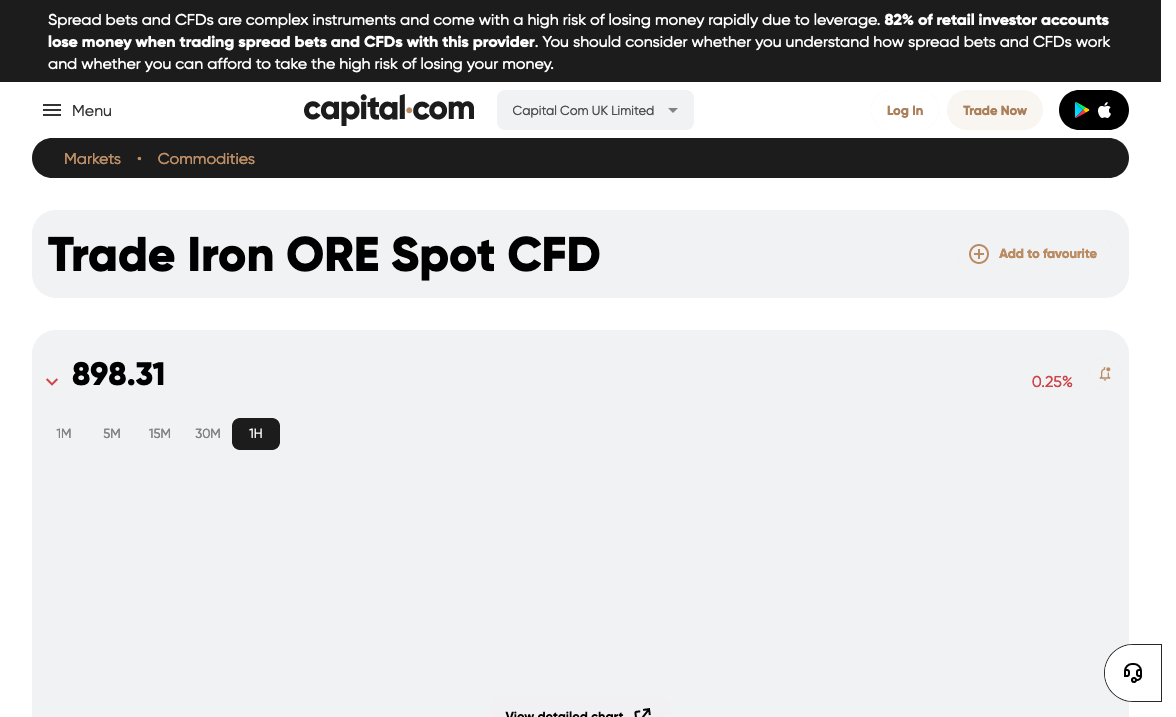 Spread bets and CFDs are complex instruments and come with a high risk of losing money rapidly due to leverage. 82% of retail investor accounts
lose money when trading spread bets and CFDs with this provider. You should consider whether you understand how spread bets and CFDs work
and whether you can afford to take the high risk of losing your money.
Menu
capital.com
Capital Com UK Limited
Log In
Trade Now
Markets • Commodities
Trade Iron ORE Spot CFD
Add to favourite
898.31
0.25%
1M 5M 15M 30M 1H
View detailed chart